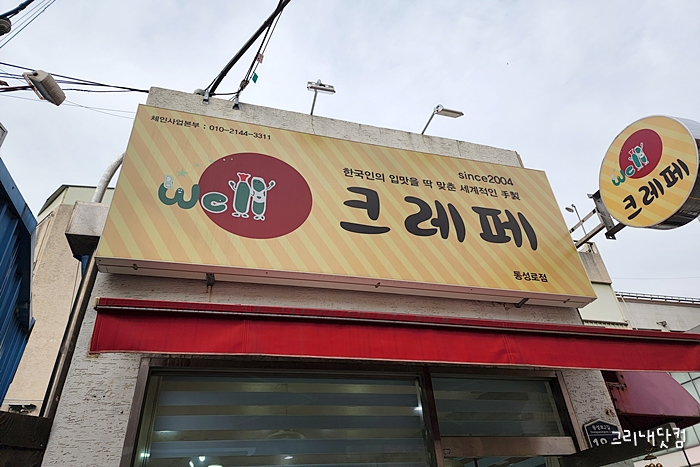 체인사업본부 : 010-2144-3311
since2004
한국인의 입맛을 딱 맞춘 세계적인 手製
well
크레페
동성로점
well
크레페
10
그리내닷컴